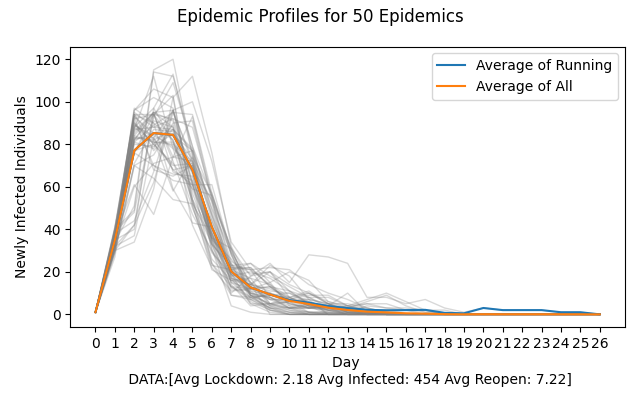 Epidemic Profiles for 50 Epidemics
Average of Running
Average of All
Newly Infected Individuals
120
100
80
60
40
20
0
0 1 2 3 4 5 6 7 8 9 10 11 12 13 14 15 16 17 18 19 20 21 22 23 24 25 26
Day
DATA:[Avg Lockdown: 2.18 Avg Infected: 454 Avg Reopen: 7.22]